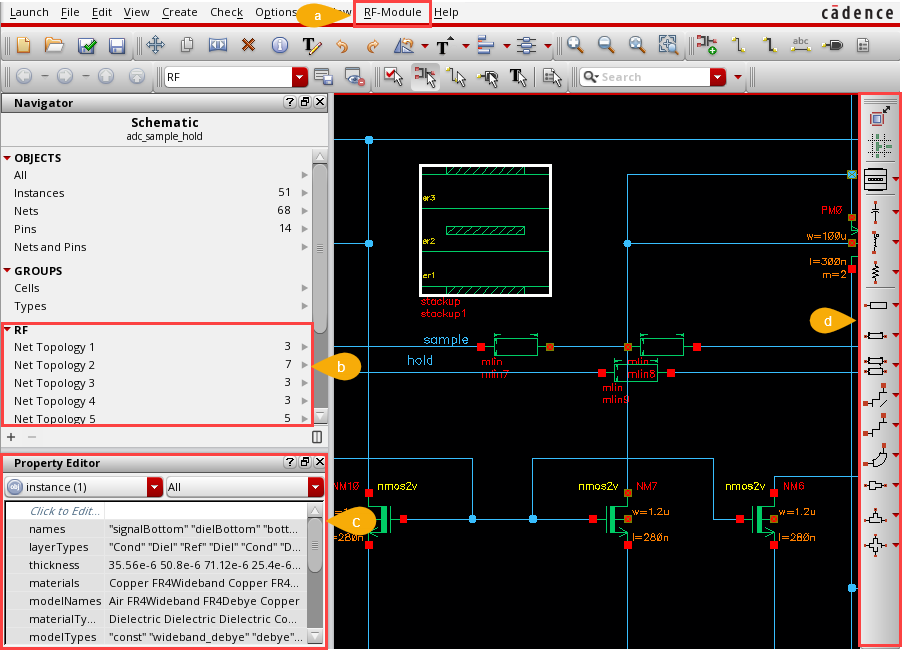 Launch File Edit View Create Check Options RF-Module Help
cādence
a
RF
Search
Navigator
Schematic
adc_sample_hold
OBJECTS
All
Instances 51
Nets 68
Pins 14
Nets and Pins
GROUPS
Cells
Types
RF
Net Topology 1 3
Net Topology 2 7
Net Topology 3 3
Net Topology 4 3
Net Topology 5 5
b
Property Editor
obj instance (1) All
Click to Edit...
names "signalBottom" "dielBottom" "bott...
layerTypes "Cond" "Diel" "Ref" "Diel" "Cond" "D...
thickness 35.56e-6 50.8e-6 71.12e-6 25.4e-6...
materials Copper FR4Wideband Copper FR4...
modelNames Air FR4Wideband FR4Debye Copper
materialTy... Dielectric Dielectric Dielectric Co...
modelTypes "const" "wideband_debye" "debye"...
c
er3
er2
er1
stackup
stackup1
sample
hold
mlin
mlin7
mlin
mlin8
mlin
mlin9
PM0
w=100u
l=300n
m=2
d
NM10 nmos2v
l=280n
nmos2v NM7
w=1.2u
l=280n
nmos2v NM6
w=1.2u
l=280n
abc